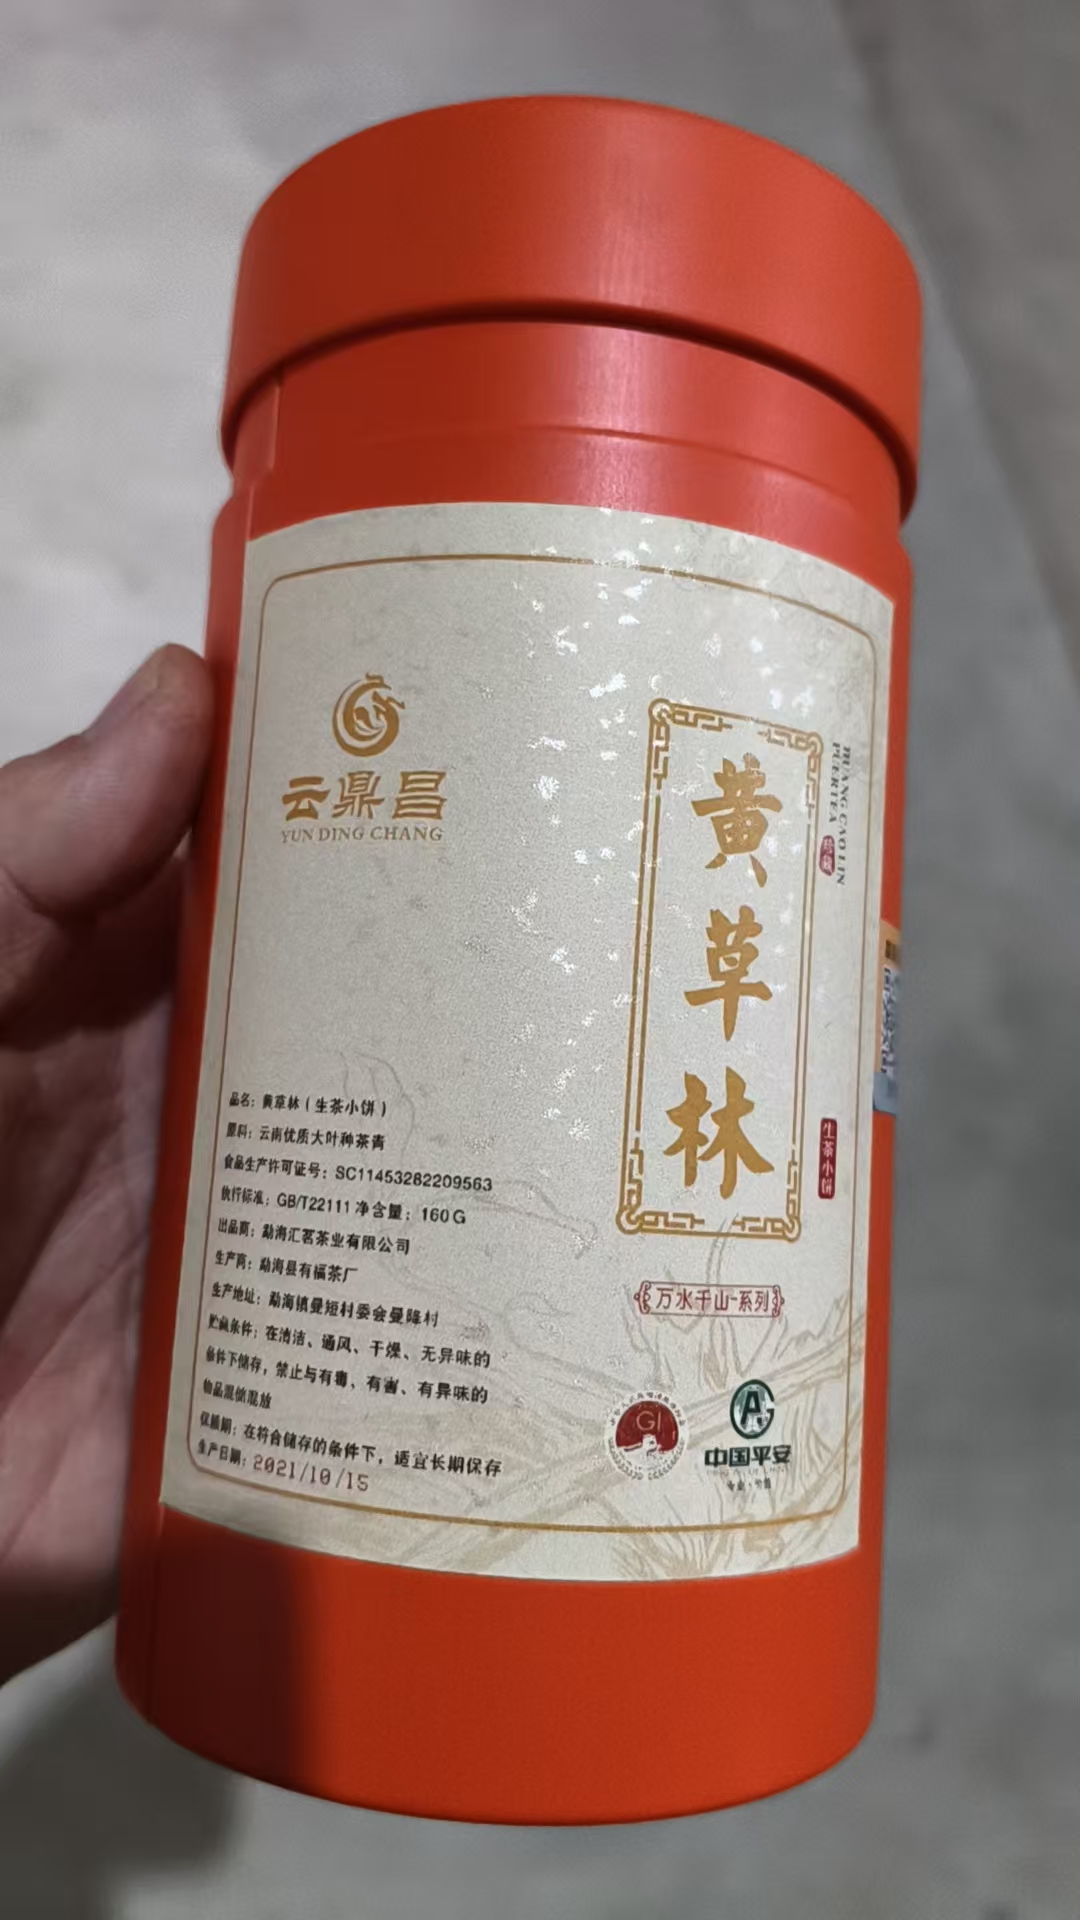 云鼎昌
YUN DING CHANG
黄草林
HUANG CAO LIN
PUERTEA
珍藏
生茶小饼
万水千山-系列
品名：黄草林（生茶小饼）
原料：云南优质大叶种茶青
食品生产许可证号：SC11453282209563
执行标准：GB/T22111 净含量：160G
出品商：勐海汇茗茶业有限公司
生产商：勐海县有福茶厂
生产地址：勐海镇曼短村委会曼降村
贮藏条件：在清洁、通风、干燥、无异味的
条件下储存，禁止与有毒、有害、有异味的
物品混储混放
保质期：在符合储存的条件下，适宜长期保存
生产日期：2021/10/15
GI
中国平安